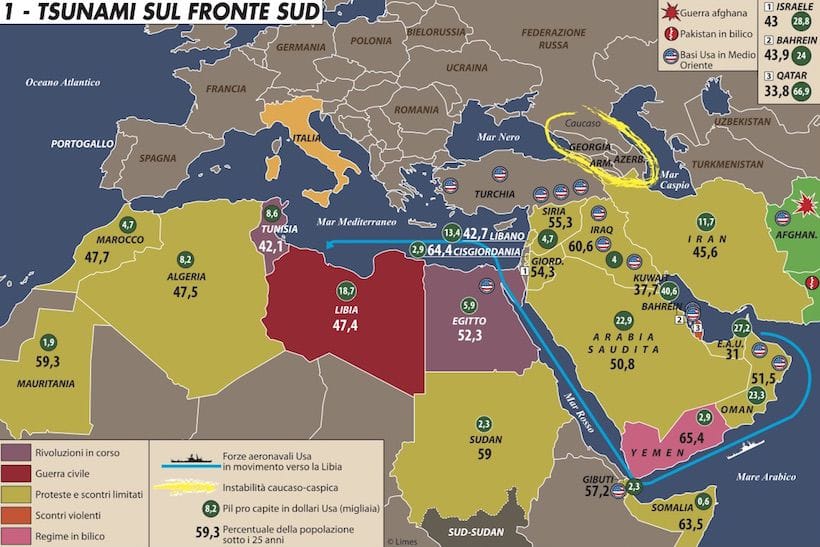 1 - TSUNAMI SUL FRONTE SUD
Guerra afghana
Pakistan in bilico
Basi Usa in Medio
Oriente
1 ISRAELE
43 28,8
2 BAHREIN
43,9 24
3 QATAR
33,8 66,9
Oceano Atlantico
GERMANIA
POLONIA
BIELORUSSIA
FEDERAZIONE
RUSSA
UCRAINA
FRANCIA
ROMANIA
ITALIA
PORTOGALLO
SPAGNA
Mar Nero
Caucaso
GEORGIA
ARM.
AZERB.
Mar
Caspio
UZBEKISTAN
TURKMENISTAN
TURCHIA
Mar Mediterraneo
8,6
TUNISIA
42,1
4,7
MAROCCO
47,7
8,2
ALGERIA
47,5
1,9
59,3
MAURITANIA
18,7
LIBIA
47,4
13,4 42,7 LIBANO
2,9 64,4 CISGIORDANIA
SIRIA
55,3
4,7
GIORD.
54,3
1
IRAQ
60,6
4
11,7
IRAN
45,6
AFGHAN.
KUWAIT
37,7 40,6
BAHREIN
2
3
5,9
EGITTO
52,3
22,9
ARABIA
SAUDITA
50,8
27,2
E.A.U.
31
51,5
23,3
OMAN
2,9
65,4
YEMEN
Mar Rosso
Mare Arabico
2,3
SUDAN
59
SUD-SUDAN
GIBUTI
57,2
2,3
0,6
SOMALIA
63,5
Rivoluzioni in corso
Guerra civile
Proteste e scontri limitati
Scontri violenti
Regime in bilico
Forze aeronavali Usa
in movimento verso la Libia
Instabilità caucaso-caspica
8,2 Pil pro capite in dollari Usa (migliaia)
59,3 Percentuale della popolazione
sotto i 25 anni
© Limes